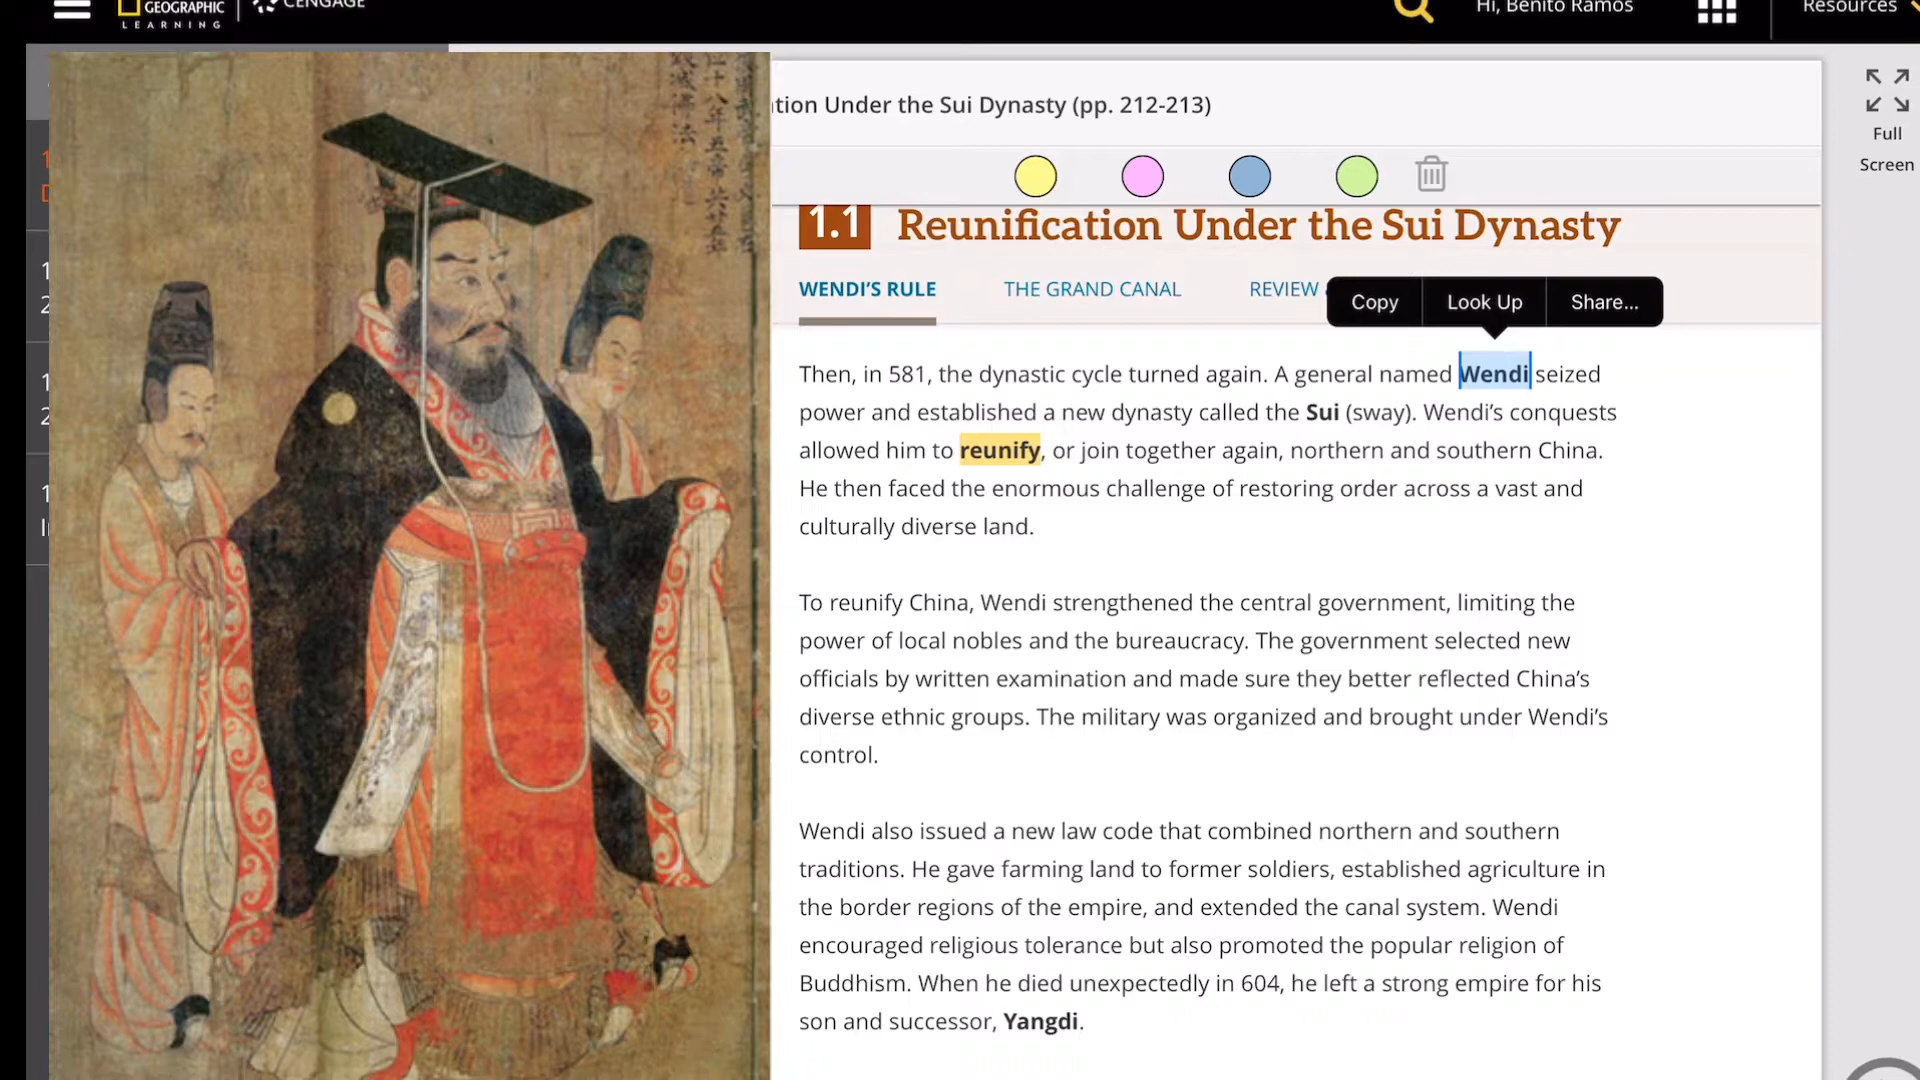 GEOGRAPHIC
LEARNING
CENGAGE
Hi, Benito Ramos
Resources
tion Under the Sui Dynasty (pp. 212-213)
Full
Screen
1.1 Reunification Under the Sui Dynasty
WENDI'S RULE
THE GRAND CANAL
REVIEW
Copy
Look Up
Share...
Then, in 581, the dynastic cycle turned again. A general named Wendi seized
power and established a new dynasty called the Sui (sway). Wendi's conquests
allowed him to reunify, or join together again, northern and southern China.
He then faced the enormous challenge of restoring order across a vast and
culturally diverse land.
To reunify China, Wendi strengthened the central government, limiting the
power of local nobles and the bureaucracy. The government selected new
officials by written examination and made sure they better reflected China's
diverse ethnic groups. The military was organized and brought under Wendi's
control.
Wendi also issued a new law code that combined northern and southern
traditions. He gave farming land to former soldiers, established agriculture in
the border regions of the empire, and extended the canal system. Wendi
encouraged religious tolerance but also promoted the popular religion of
Buddhism. When he died unexpectedly in 604, he left a strong empire for his
son and successor, Yangdi.